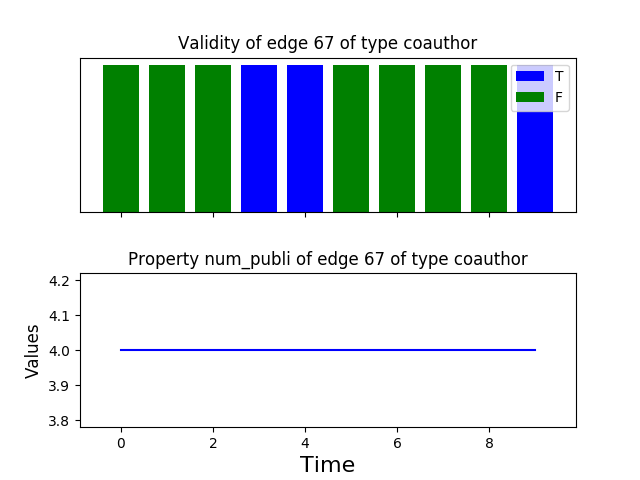 Validity of edge 67 of type coauthor
T
F
Property num_publi of edge 67 of type coauthor
4.2
4.1
4.0
3.9
3.8
Values
0 2 4 6 8
Time